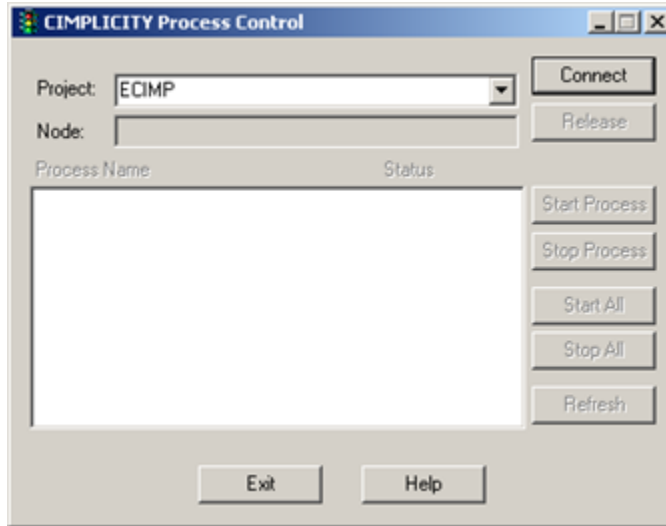 CIMPLICITY Process Control
Project: ECIMP
Connect
Node:
Release
Process Name Status
Start Process
Stop Process
Start All
Stop All
Refresh
Exit Help